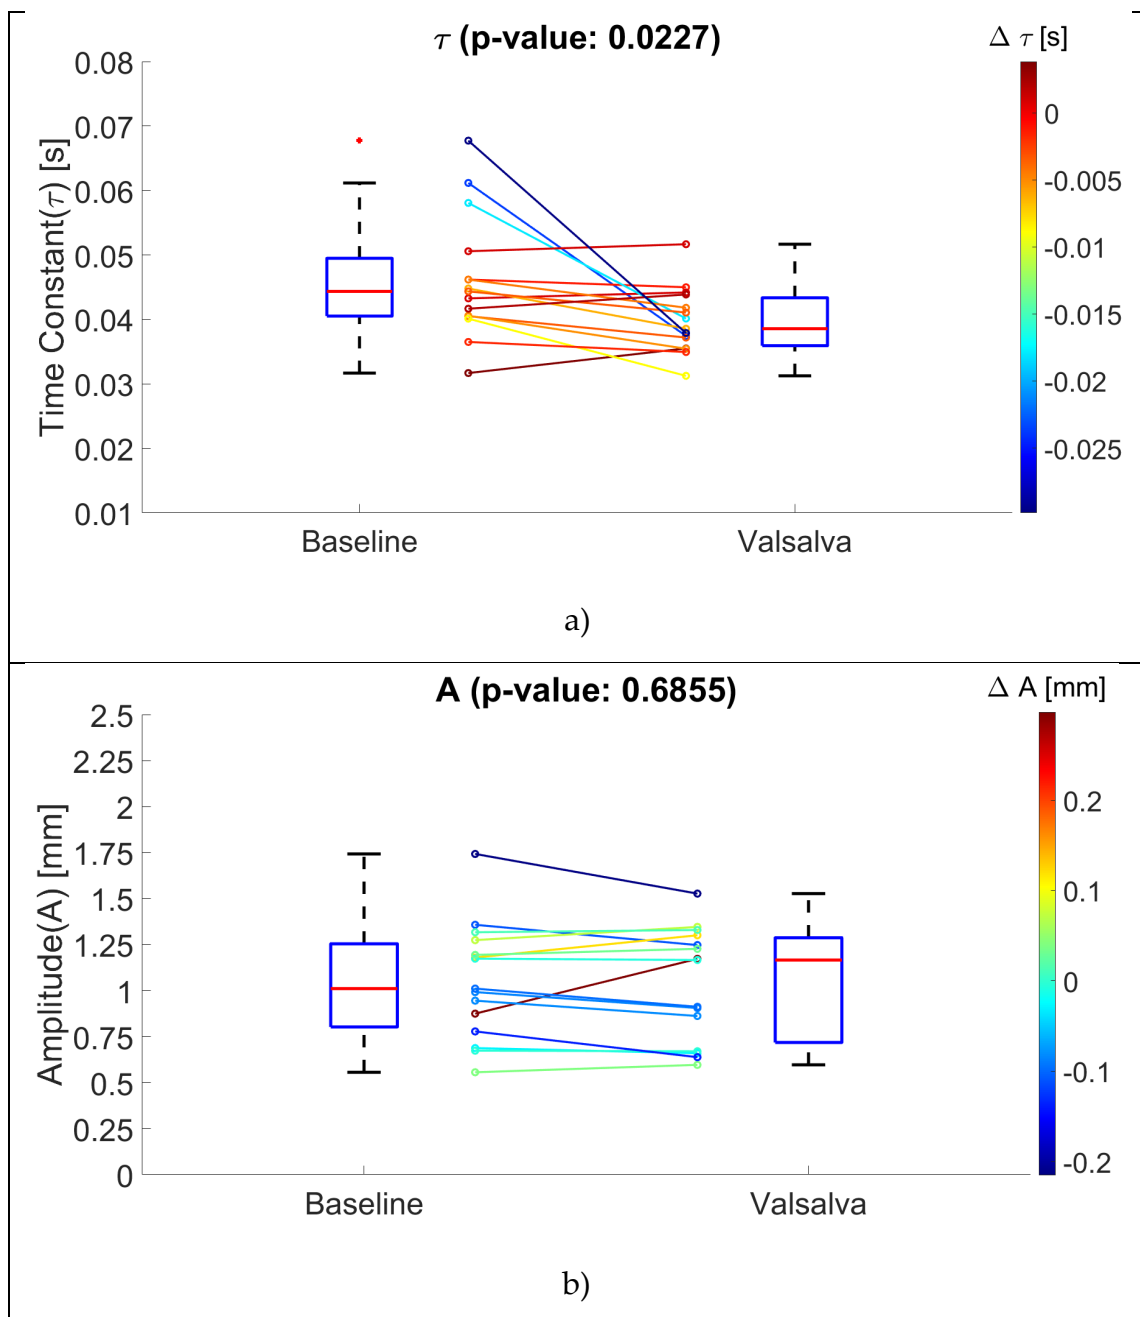 τ (p-value: 0.0227)
Δ τ [s]
Time Constant(τ) [s]
0.08
0.07
0.06
0.05
0.04
0.03
0.02
0.01
0
-0.005
-0.01
-0.015
-0.02
-0.025
Baseline
Valsalva
a)
A (p-value: 0.6855)
Δ A [mm]
Amplitude(A) [mm]
2.5
2.25
2
1.75
1.5
1.25
1
0.75
0.5
0.25
0
0.2
0.1
0
-0.1
-0.2
Baseline
Valsalva
b)